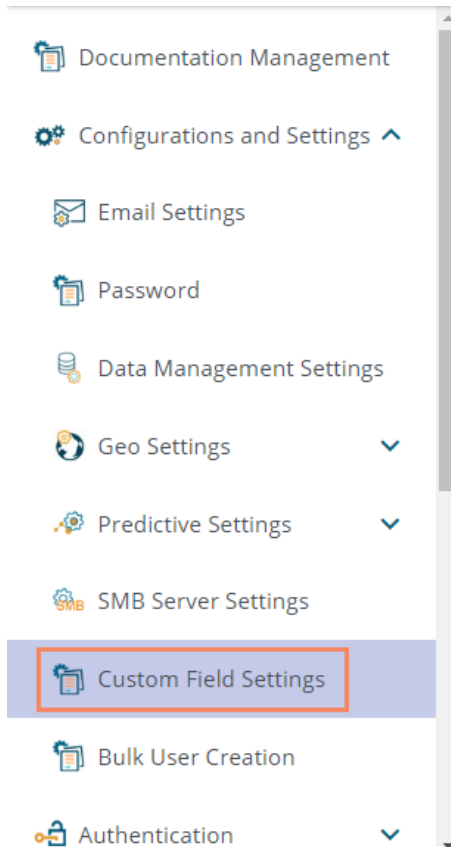 Documentation Management
Configurations and Settings
Email Settings
Password
Data Management Settings
Geo Settings
Predictive Settings
SMB SMB Server Settings
Custom Field Settings
Bulk User Creation
Authentication